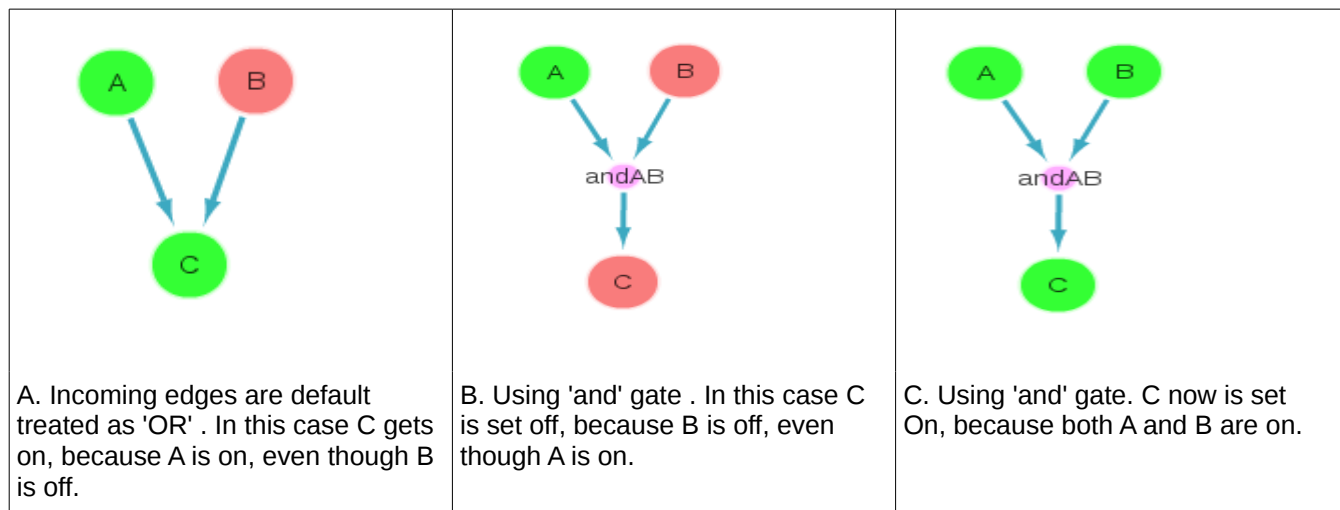 A
B
C
A
B
andAB
C
A
B
andAB
C
A. Incoming edges are default
treated as 'OR' . In this case C gets
on, because A is on, even though B
is off.
B. Using 'and' gate . In this case C
is set off, because B is off, even
though A is on.
C. Using 'and' gate. C now is set
On, because both A and B are on.